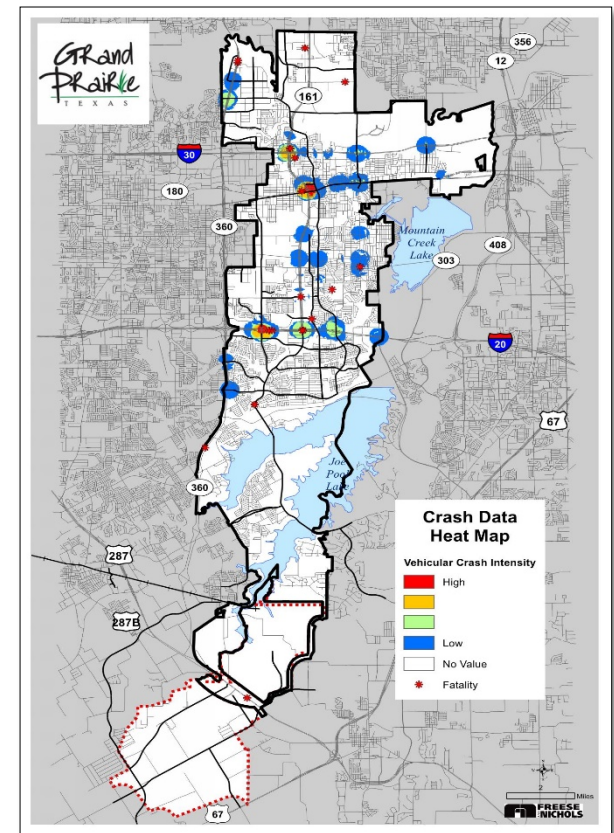 GRAND
PRAIRIE
TEXAS
356
12
161
30
180
360
Mountain
Creek
Lake
408
303
20
67
Joe
Pool
Lake
360
287
287B
67
Crash Data
Heat Map
Vehicular Crash Intensity
High
Low
No Value
Fatality
2
Miles
FREESE
NICHOLS